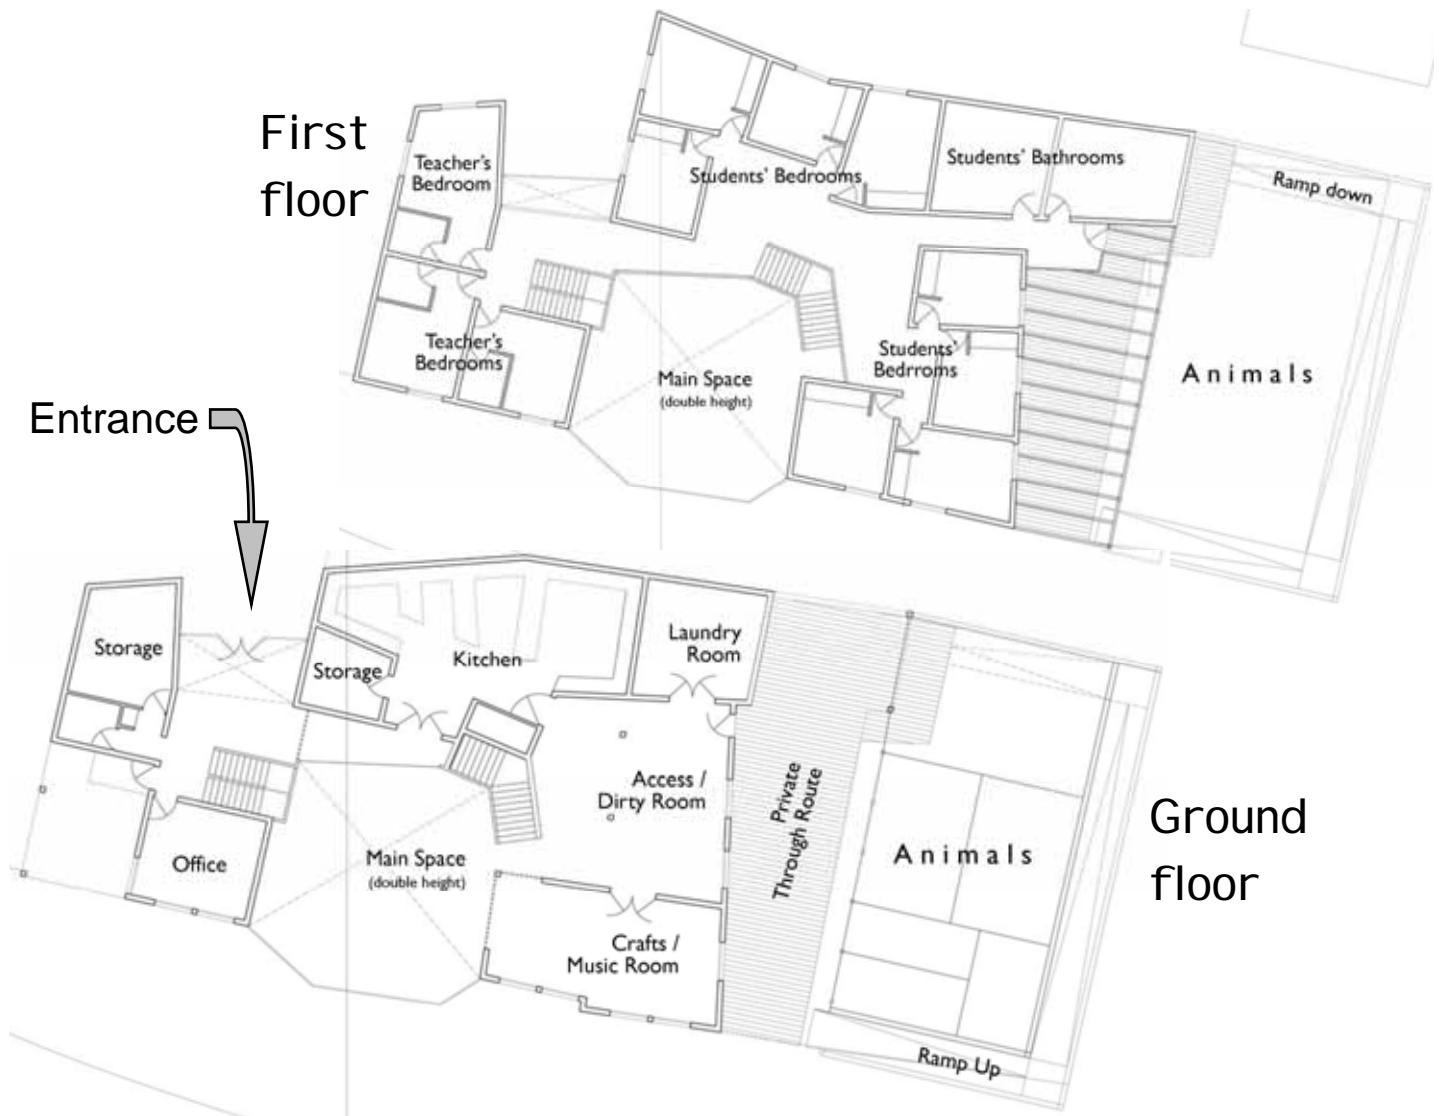 First
floor
Teacher's
Bedroom
Students' Bedrooms
Students' Bathrooms
Ramp down
Teacher's
Bedrooms
Main Space
(double height)
Students'
Bedrroms
Animals
Entrance
Storage
Storage
Kitchen
Laundry
Room
Access /
Dirty Room
Private
Through Route
Office
Main Space
(double height)
Crafts /
Music Room
Animals
Ramp Up
Ground
floor